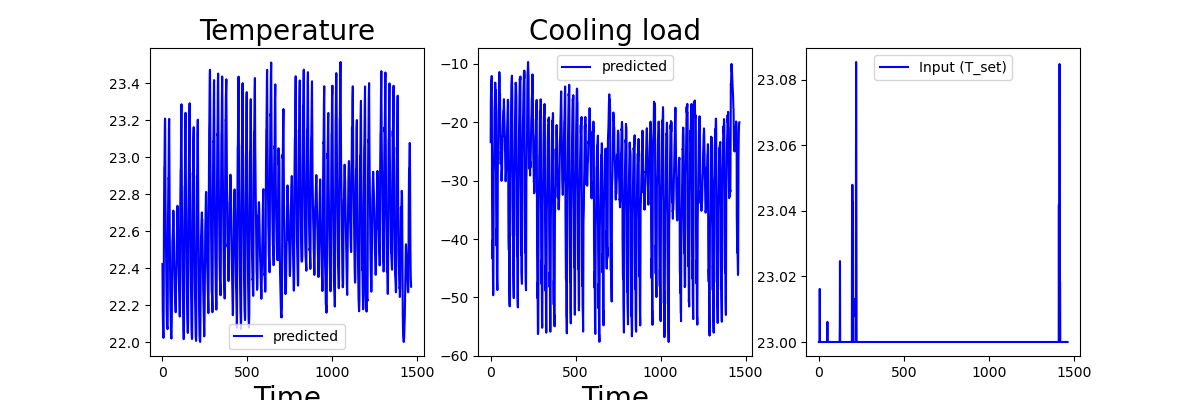 Temperature
23.4
23.2
23.0
22.8
22.6
22.4
22.2
22.0
predicted
0 500 1000 1500
Time
Cooling load
predicted
−10
−20
−30
−40
−50
−60
0 500 1000 1500
Time
Input (T_set)
23.08
23.06
23.04
23.02
23.00
0 500 1000 1500